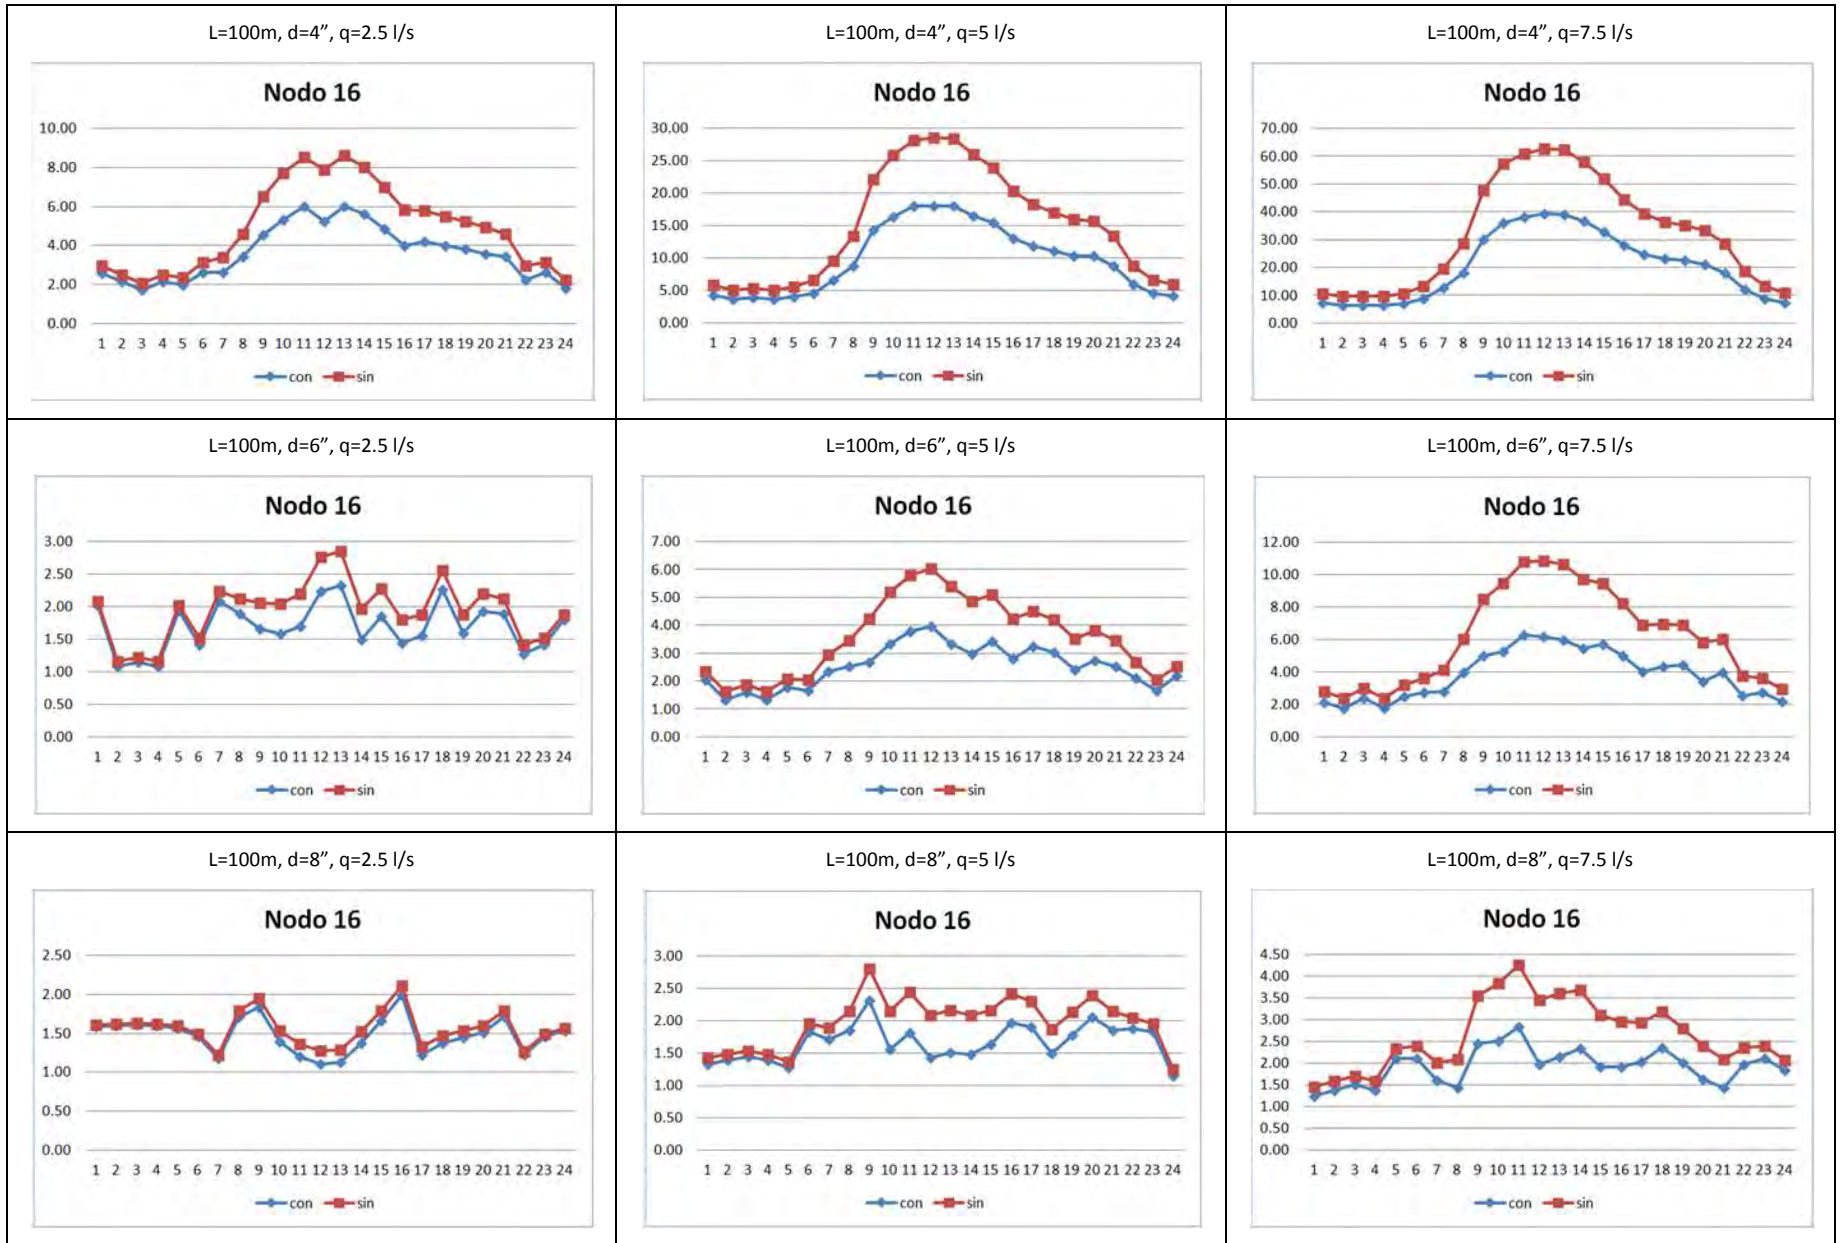 L=100m, d=4”, q=2.5 l/s
Nodo 16
10.00
8.00
6.00
4.00
2.00
0.00
1 2 3 4 5 6 7 8 9 10 11 12 13 14 15 16 17 18 19 20 21 22 23 24
con sin
L=100m, d=4”, q=5 l/s
Nodo 16
30.00
25.00
20.00
15.00
10.00
5.00
0.00
1 2 3 4 5 6 7 8 9 10 11 12 13 14 15 16 17 18 19 20 21 22 23 24
con sin
L=100m, d=4”, q=7.5 l/s
Nodo 16
70.00
60.00
50.00
40.00
30.00
20.00
10.00
0.00
1 2 3 4 5 6 7 8 9 10 11 12 13 14 15 16 17 18 19 20 21 22 23 24
con sin
L=100m, d=6”, q=2.5 l/s
Nodo 16
3.00
2.50
2.00
1.50
1.00
0.50
0.00
1 2 3 4 5 6 7 8 9 10 11 12 13 14 15 16 17 18 19 20 21 22 23 24
con sin
L=100m, d=6”, q=5 l/s
Nodo 16
7.00
6.00
5.00
4.00
3.00
2.00
1.00
0.00
1 2 3 4 5 6 7 8 9 10 11 12 13 14 15 16 17 18 19 20 21 22 23 24
con sin
L=100m, d=6”, q=7.5 l/s
Nodo 16
12.00
10.00
8.00
6.00
4.00
2.00
0.00
1 2 3 4 5 6 7 8 9 10 11 12 13 14 15 16 17 18 19 20 21 22 23 24
con sin
L=100m, d=8”, q=2.5 l/s
Nodo 16
2.50
2.00
1.50
1.00
0.50
0.00
1 2 3 4 5 6 7 8 9 10 11 12 13 14 15 16 17 18 19 20 21 22 23 24
con sin
L=100m, d=8”, q=5 l/s
Nodo 16
3.00
2.50
2.00
1.50
1.00
0.50
0.00
1 2 3 4 5 6 7 8 9 10 11 12 13 14 15 16 17 18 19 20 21 22 23 24
con sin
L=100m, d=8”, q=7.5 l/s
Nodo 16
4.50
4.00
3.50
3.00
2.50
2.00
1.50
1.00
0.50
0.00
1 2 3 4 5 6 7 8 9 10 11 12 13 14 15 16 17 18 19 20 21 22 23 24
con sin